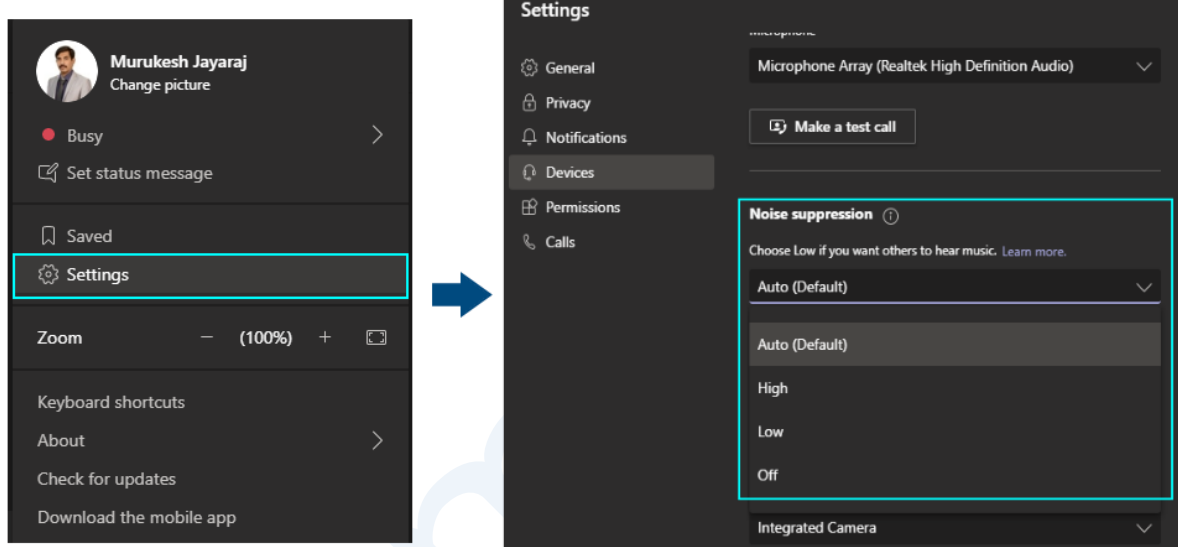 Murukesh Jayaraj
Change picture
Busy
Set status message
Saved
Settings
Zoom − (100%) +
Keyboard shortcuts
About
Check for updates
Download the mobile app
Settings
General
Privacy
Notifications
Devices
Permissions
Calls
Microphone
Microphone Array (Realtek High Definition Audio)
Make a test call
Noise suppression
Choose Low if you want others to hear music. Learn more.
Auto (Default)
Auto (Default)
High
Low
Off
Integrated Camera